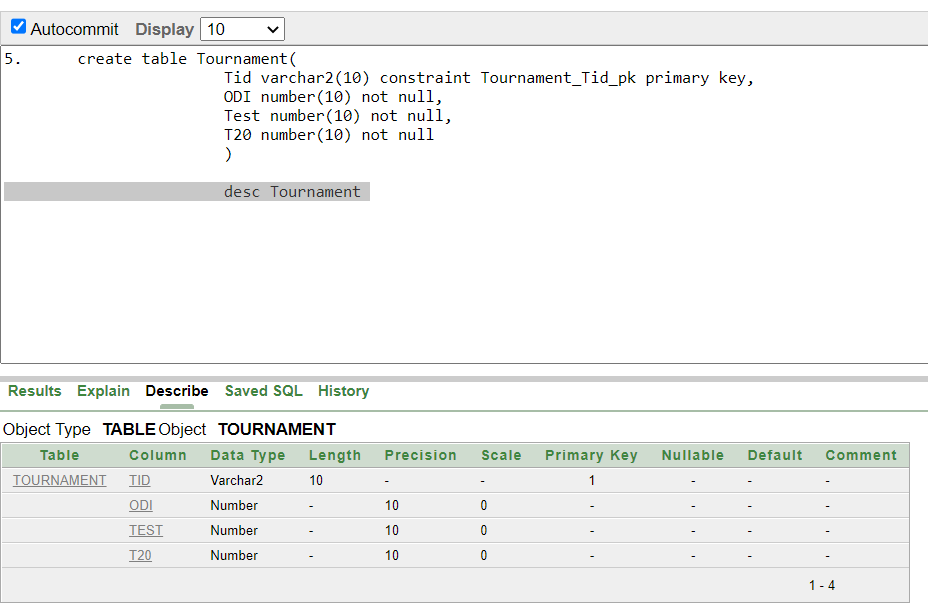 Autocommit Display 10
5. create table Tournament(
Tid varchar2(10) constraint Tournament_Tid_pk primary key,
ODI number(10) not null,
Test number(10) not null,
T20 number(10) not null
)
desc Tournament
Results Explain Describe Saved SQL History
Object Type TABLE Object TOURNAMENT
Table Column Data Type Length Precision Scale Primary Key Nullable Default Comment
TOURNAMENT TID Varchar2 10 - - 1 - - -
ODI Number - 10 0 - - - -
TEST Number - 10 0 - - - -
T20 Number - 10 0 - - - -
1 - 4